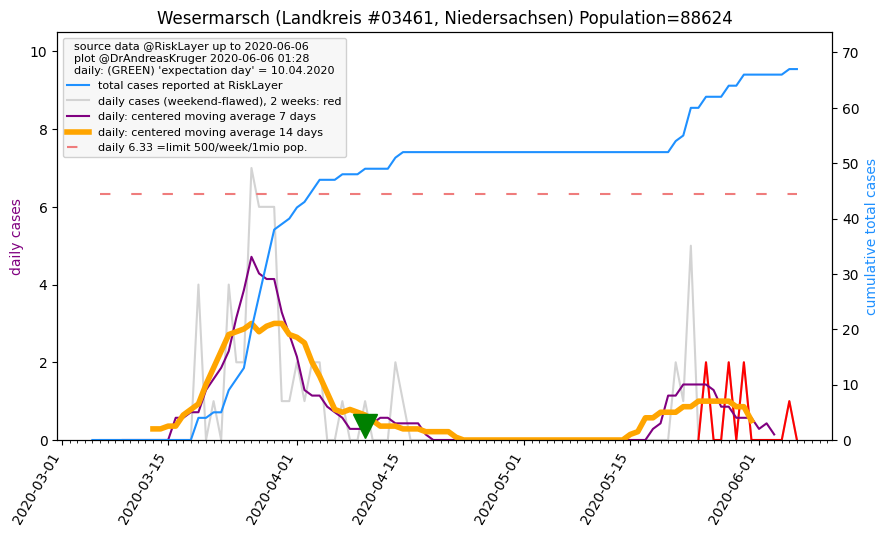 Wesermarsch (Landkreis #03461, Niedersachsen) Population=88624
source data @RiskLayer up to 2020-06-06
plot @DrAndreasKruger 2020-06-06 01:28
daily: (GREEN) 'expectation day' = 10.04.2020
total cases reported at RiskLayer
daily cases (weekend-flawed), 2 weeks: red
daily: centered moving average 7 days
daily: centered moving average 14 days
daily 6.33 =limit 500/week/1mio pop.
daily cases
10
8
6
4
2
0
70
60
50
40
30
20
10
0
cumulative total cases
2020-03-01
2020-03-15
2020-04-01
2020-04-15
2020-05-01
2020-05-15
2020-06-01